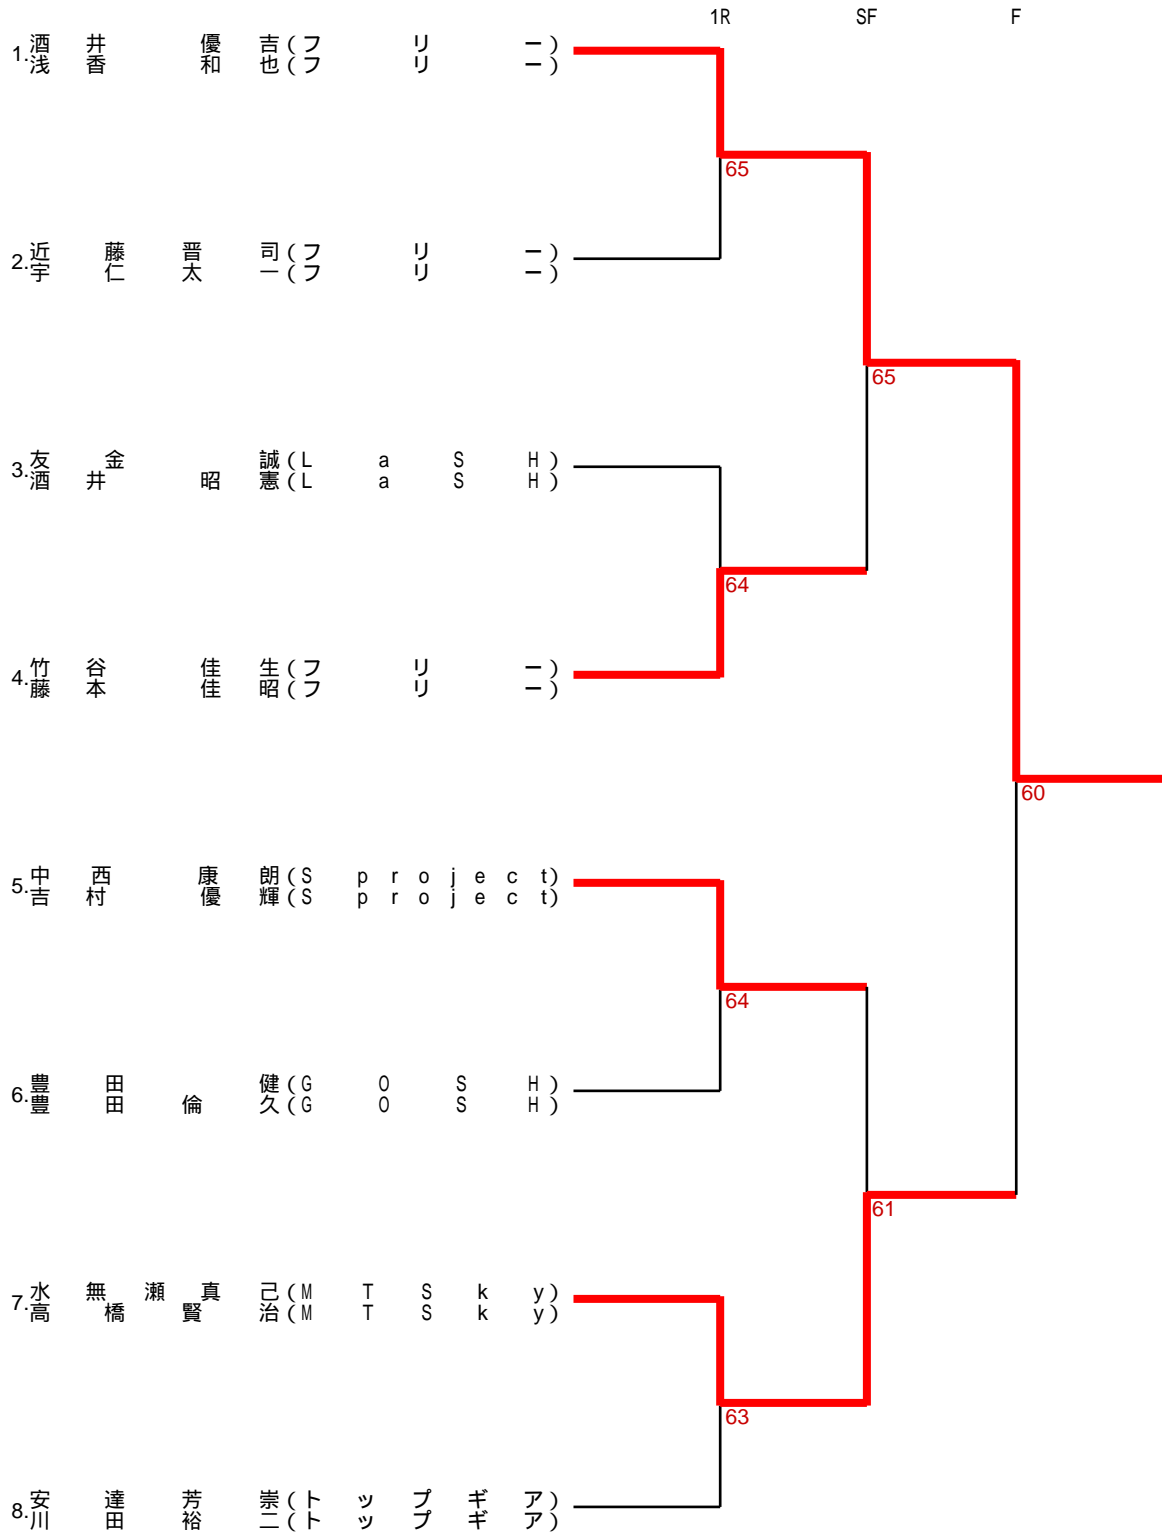 1R SF F
1. 酒井 優吉(フリー)
浅香 和也(フリー)
65
2. 近藤晋司(フリー)
宇仁太一(フリー)
65
3. 友金 誠(LaSH)
酒井 昭憲(LaSH)
64
4. 竹谷 佳生(フリー)
藤本 佳昭(フリー)
60
5. 中西 康朗(S project)
吉村 優輝(S project)
64
6. 豊田 健(GOSH)
豊田倫久(GOSH)
61
7. 水無瀬真己(MTSky)
高橋賢治(MTSky)
63
8. 安達芳崇(トップギア)
川田裕二(トップギア)